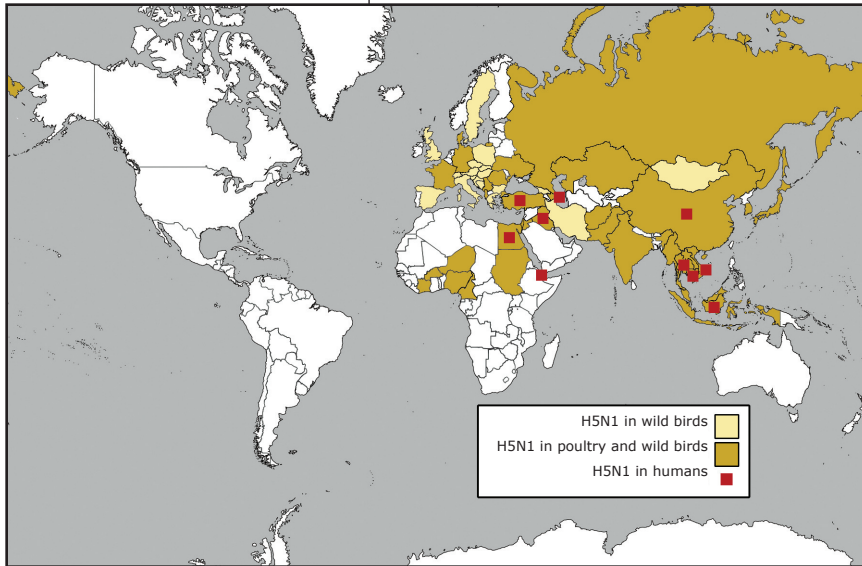 H5N1 in wild birds
H5N1 in poultry and wild birds
H5N1 in humans